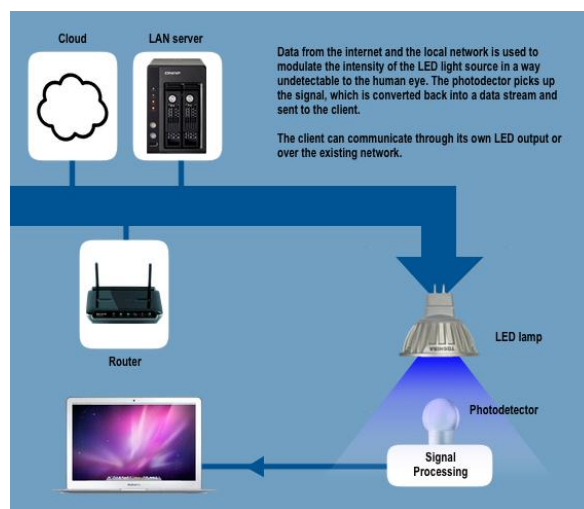 Cloud
LAN server
Data from the internet and the local network is used to
modulate the intensity of the LED light source in a way
undetectable to the human eye. The photodector picks up
the signal, which is converted back into a data stream and
sent to the client.
The client can communicate through its own LED output or
over the existing network.
Router
LED lamp
TOSHIBA
Photodetector
Signal
Processing